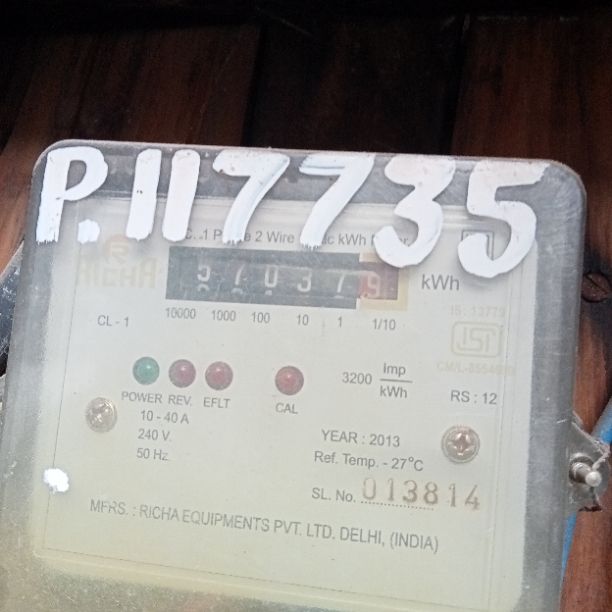 P.117735
RICHA
kWh
57037 9
10000 1000 100 10 1 1/10
IS : 13779
ISI
CL - 1
3200 Imp
kWh
RS : 12
POWER REV. EFLT CAL
10 - 40 A
240 V.
50 Hz.
YEAR : 2013
Ref. Temp. - 27°C
SL. No. 013814
MFRS. : RICHA EQUIPMENTS PVT. LTD. DELHI, (INDIA)